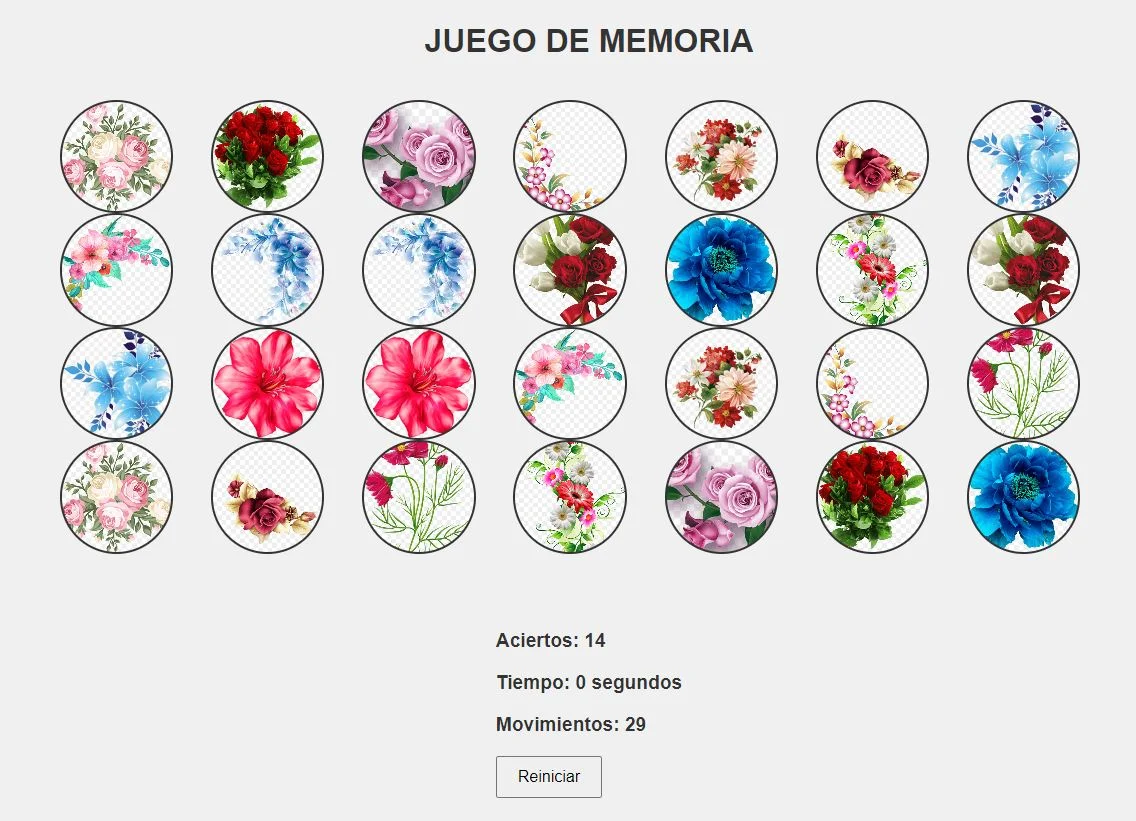 JUEGO DE MEMORIA
Aciertos: 14
Tiempo: 0 segundos
Movimientos: 29
Reiniciar